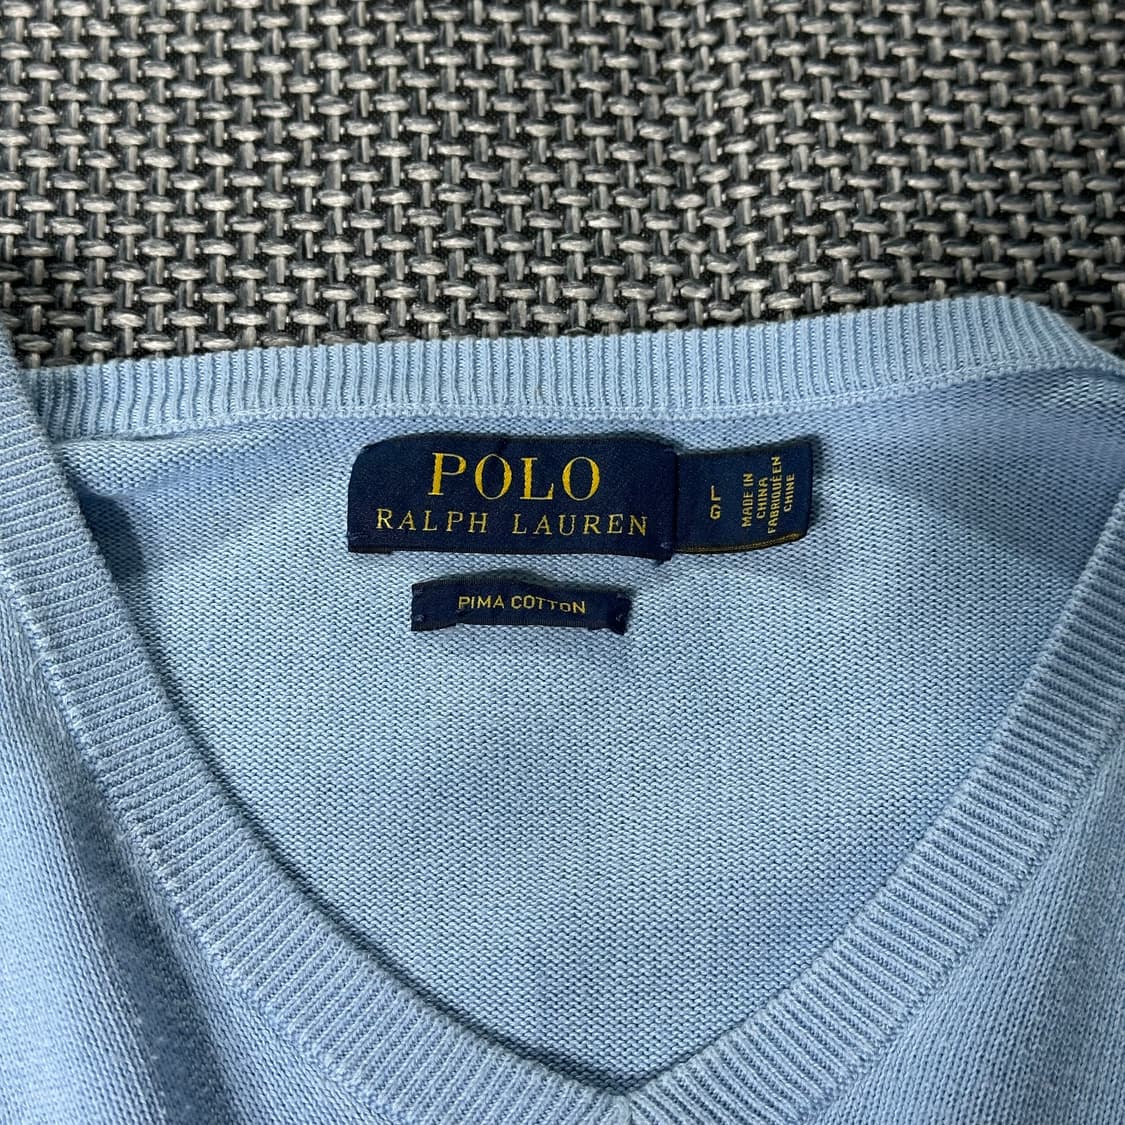 POLO
RALPH LAUREN
L
G
MADE IN
CHINA
FABRIQUÉ EN
CHINE
PIMA COTTON